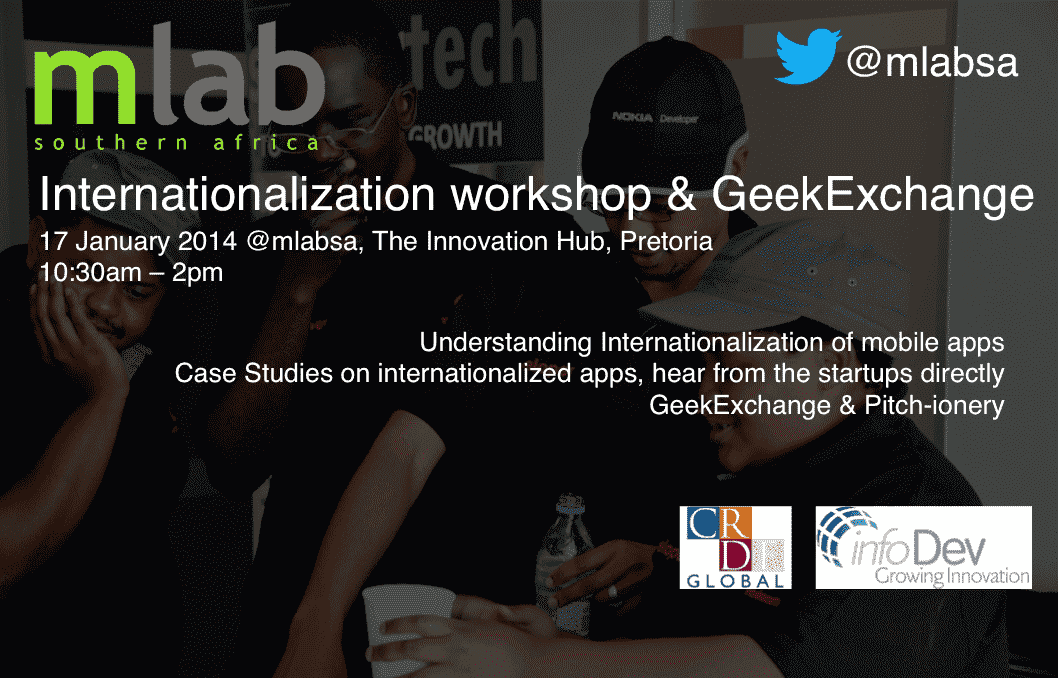 mlab
southern africa
@mlabsa
tech
GROWTH
NOKIA Developer
Internationalization workshop & GeekExchange
17 January 2014 @mlabsa, The Innovation Hub, Pretoria
10:30am – 2pm
Understanding Internationalization of mobile apps
Case Studies on internationalized apps, hear from the startups directly
GeekExchange & Pitch-ionery
CRDF
GLOBAL
infoDev
Growing Innovation